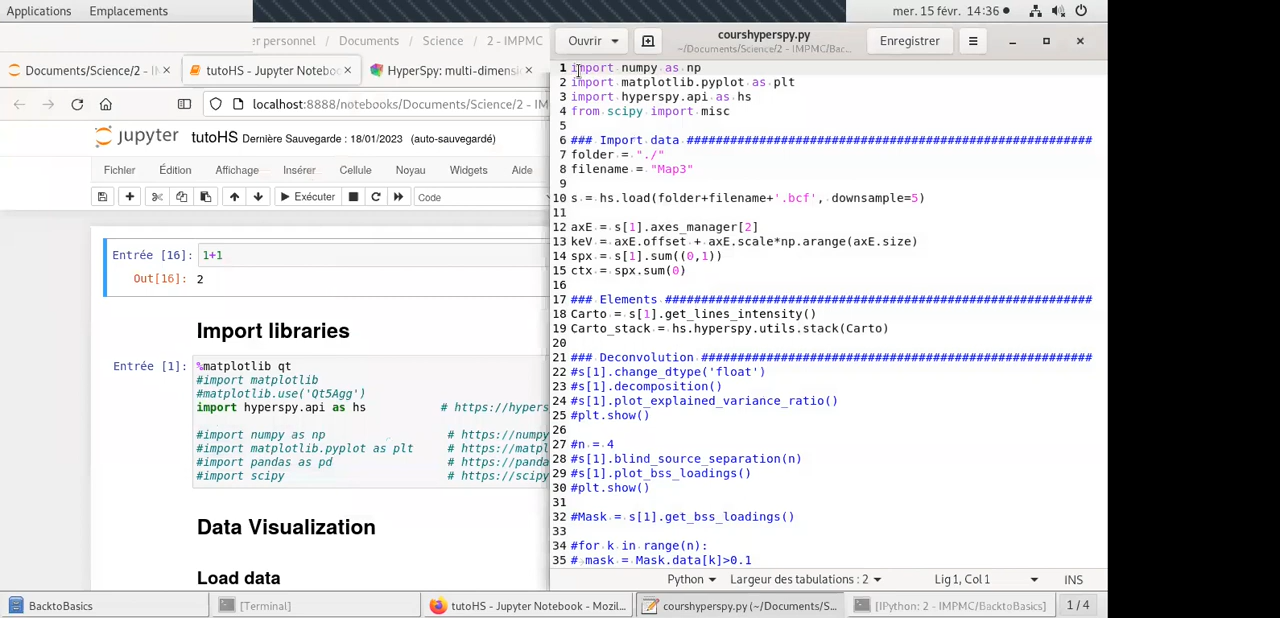 Applications Emplacements mer. 15 févr. 14:36
er personnel Documents Science 2 - IMPMC
Documents/Science/2 - I
tutoHS - Jupyter Notebo
HyperSpy: multi-dimensi
localhost:8888/notebooks/Documents/Science/2 - IM
jupyter tutoHS Dernière Sauvegarde : 18/01/2023 (auto-sauvegardé)
Fichier Édition Affichage Insérer Cellule Noyau Widgets Aide
Exécuter Code
Entrée [16]: 1+1
Out[16]: 2
Import libraries
Entrée [1]: %matplotlib qt
#import matplotlib
#matplotlib.use('Qt5Agg')
import hyperspy.api as hs # https://hypers
#import numpy as np # https://numpy
#import matplotlib.pyplot as plt # https://matpl
#import pandas as pd # https://panda
#import scipy # https://scipy
Data Visualization
Load data
Ouvrir courshyperspy.py Enregistrer
~/Documents/Science/2 - IMPMC/Bac...
1 import numpy as np
2 import matplotlib.pyplot as plt
3 import hyperspy.api as hs
4 from scipy import misc
5
6 ### Import data ########################################################
7 folder = "./"
8 filename = "Map3"
9
10 s = hs.load(folder+filename+'.bcf', downsample=5)
11
12 axE = s[1].axes_manager[2]
13 keV = axE.offset + axE.scale*np.arange(axE.size)
14 spx = s[1].sum((0,1))
15 ctx = spx.sum(0)
16
17 ### Elements ###########################################################
18 Carto = s[1].get_lines_intensity()
19 Carto_stack = hs.hyperspy.utils.stack(Carto)
20
21 ### Deconvolution ######################################################
22 #s[1].change_dtype('float')
23 #s[1].decomposition()
24 #s[1].plot_explained_variance_ratio()
25 #plt.show()
26
27 #n = 4
28 #s[1].blind_source_separation(n)
29 #s[1].plot_bss_loadings()
30 #plt.show()
31
32 #Mask = s[1].get_bss_loadings()
33
34 #for k in range(n):
35 # mask = Mask.data[k]>0.1
Python Largeur des tabulations : 2 Lig 1, Col 1 INS
BacktoBasics [Terminal] tutoHS - Jupyter Notebook - Mozil... courshyperspy.py (~/Documents/S... [IPython: 2 - IMPMC/BacktoBasics] 1 / 4